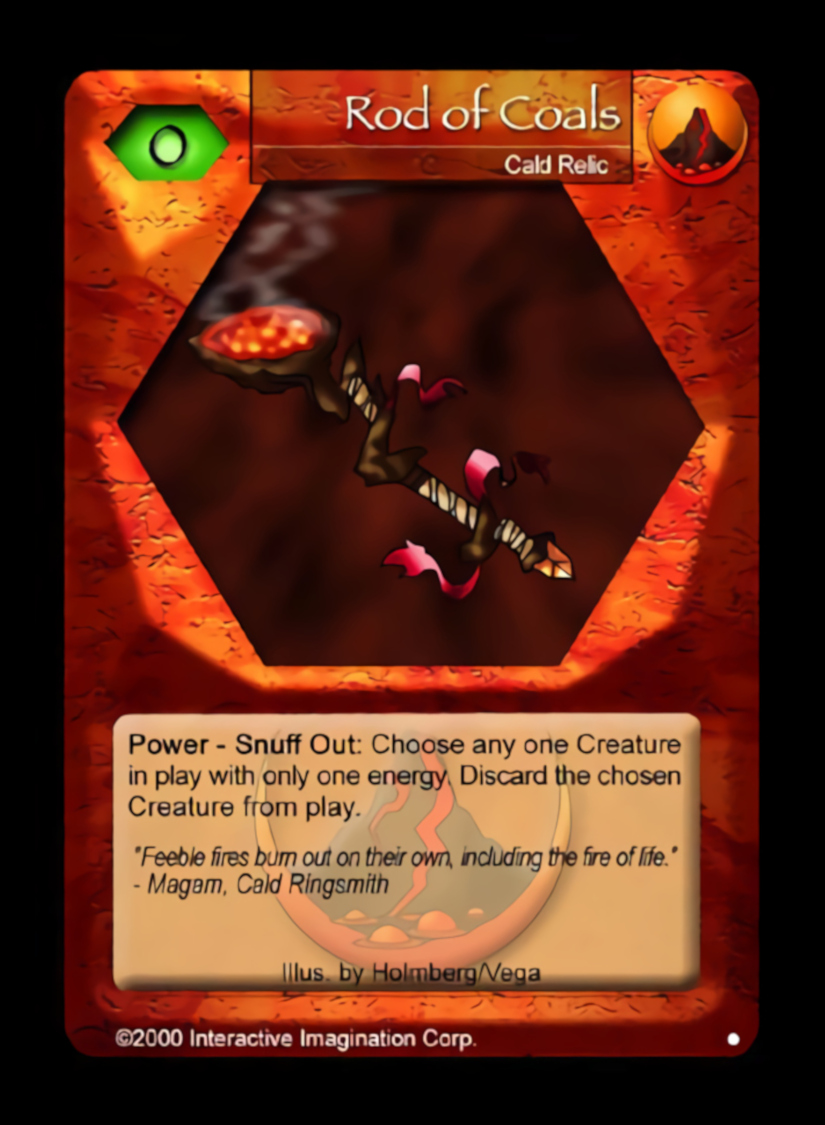 0
Rod of Coals
Cald Relic
Power - Snuff Out: Choose any one Creature
in play with only one energy. Discard the chosen
Creature from play.
"Feeble fires burn out on their own, including the fire of life."
- Magam, Cald Ringsmith
Illus. by Holmberg/Vega
©2000 Interactive Imagination Corp.